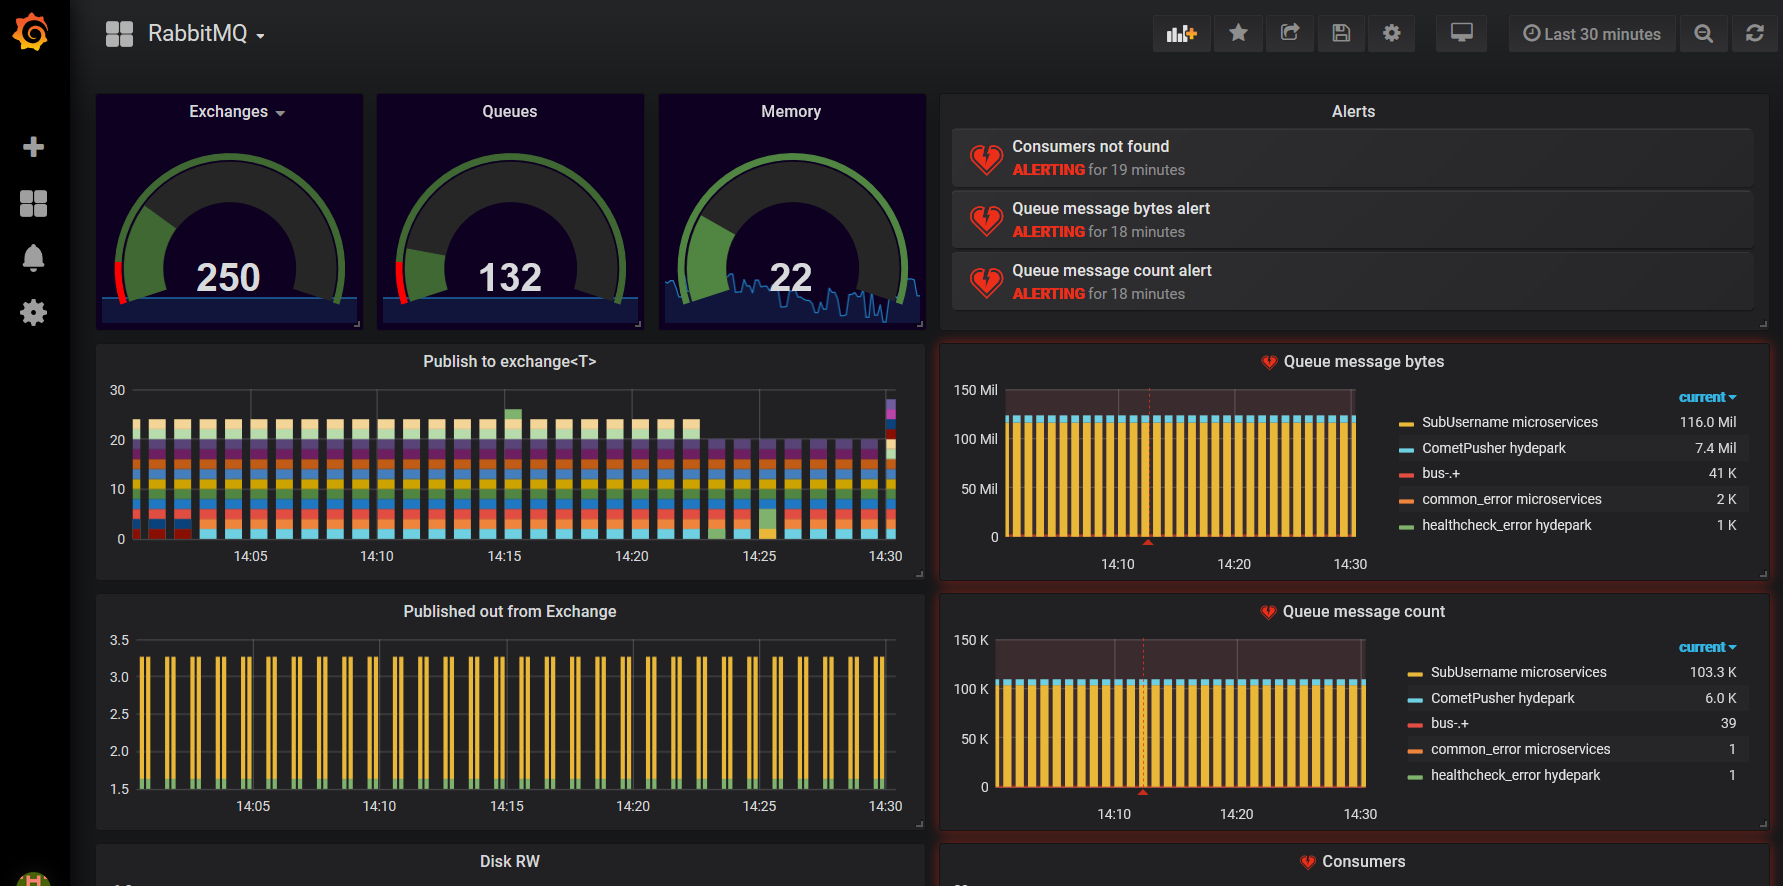 RabbitMQ
Last 30 minutes
Exchanges
250
Queues
132
Memory
22
Alerts
Consumers not found
ALERTING for 19 minutes
Queue message bytes alert
ALERTING for 18 minutes
Queue message count alert
ALERTING for 18 minutes
Publish to exchange<T>
30
20
10
0
14:05 14:10 14:15 14:20 14:25 14:30
Queue message bytes
150 Mil
100 Mil
50 Mil
0
14:10 14:20 14:30
current
SubUsername microservices 116.0 Mil
CometPusher hydepark 7.4 Mil
bus-.+ 41 K
common_error microservices 2 K
healthcheck_error hydepark 1 K
Published out from Exchange
3.5
3.0
2.5
2.0
1.5
14:05 14:10 14:15 14:20 14:25 14:30
Queue message count
150 K
100 K
50 K
0
14:10 14:20 14:30
current
SubUsername microservices 103.3 K
CometPusher hydepark 6.0 K
bus-.+ 39
common_error microservices 1
healthcheck_error hydepark 1
Disk RW
Consumers